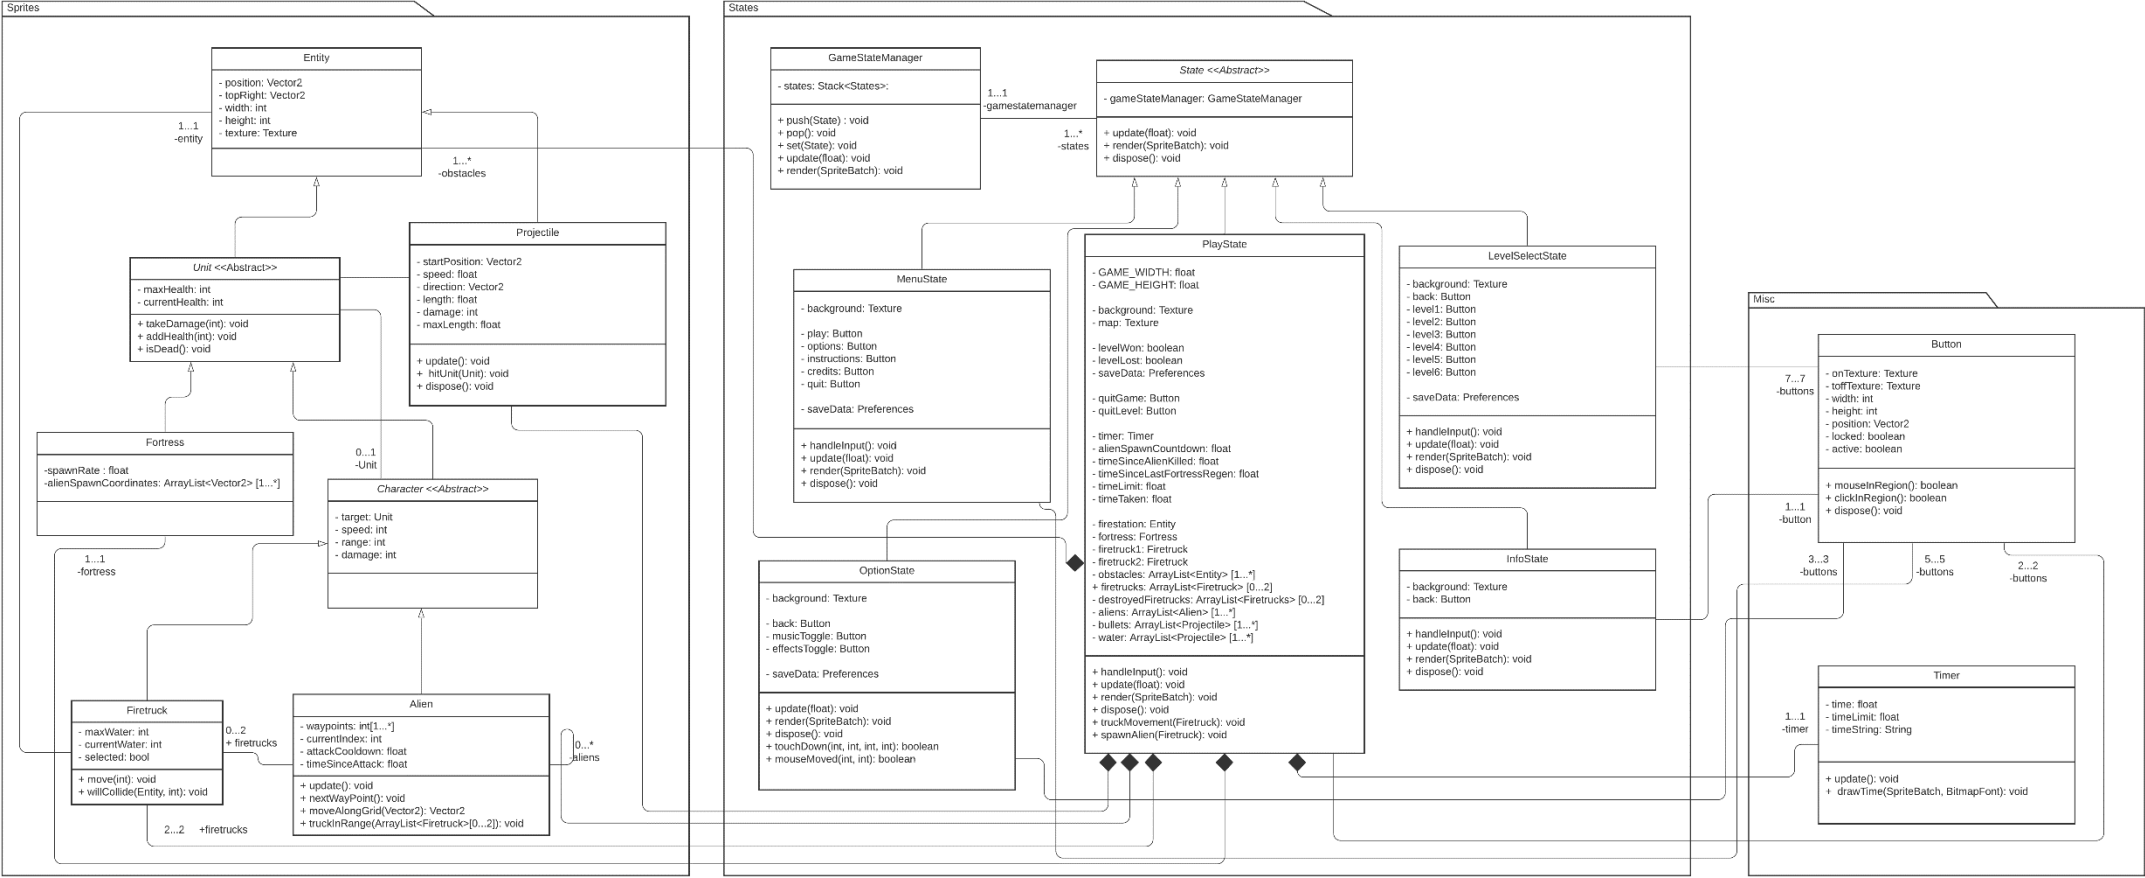 Sprites
Entity
- position: Vector2
- topRight: Vector2
- width: int
- height: int
- texture: Texture
1...1
-entity
1...*
-obstacles
Projectile
- startPosition: Vector2
- speed: float
- direction: Vector2
- length: float
- damage: int
- maxLength: float
+ update(): void
+  hitUnit(Unit): void
+ dispose(): void
Unit <<Abstract>>
- maxHealth: int
- currentHealth: int
+ takeDamage(int): void
+ addHealth(int): void
+ isDead(): void
Fortress
-spawnRate : float
-alienSpawnCoordinates: ArrayList<Vector2> [1...*]
0...1
-Unit
1...1
-fortress
Character <<Abstract>>
- target: Unit
- speed: int
- range: int
- damage: int
Firetruck
- maxWater: int
- currentWater: int
- selected: bool
+ move(int): void
+ willCollide(Entity, int): void
0...2
+ firetrucks
Alien
- waypoints: int[1...*]
- currentIndex: int
- attackCooldown: float
- timeSinceAttack: float
+ update(): void
+ nextWayPoint(): void
+ moveAlongGrid(Vector2): Vector2
+ truckInRange(ArrayList<Firetruck>[0...2]): void
0...*
-aliens
2...2 +firetrucks
States
GameStateManager
- states: Stack<States>:
+ push(State) : void
+ pop(): void
+ set(State): void
+ update(float): void
+ render(SpriteBatch): void
1...1
-gamestatemanager
1...*
-states
State <<Abstract>>
- gameStateManager: GameStateManager
+ update(float): void
+ render(SpriteBatch): void
+ dispose(): void
MenuState
- background: Texture
- play: Button
- options: Button
- instructions: Button
- credits: Button
- quit: Button
- saveData: Preferences
+ handleInput(): void
+ update(float): void
+ render(SpriteBatch): void
+ dispose(): void
OptionState
- background: Texture
- back: Button
- musicToggle: Button
- effectsToggle: Button
- saveData: Preferences
+ update(float): void
+ render(SpriteBatch): void
+ dispose(): void
+ touchDown(int, int, int, int): boolean
+ mouseMoved(int, int): boolean
PlayState
- GAME_WIDTH: float
- GAME_HEIGHT: float
- background: Texture
- map: Texture
- levelWon: boolean
- levelLost: boolean
- saveData: Preferences
- quitGame: Button
- quitLevel: Button
- timer: Timer
- alienSpawnCountdown: float
- timeSinceAlienKilled: float
- timeSinceLastFortressRegen: float
- timeLimit: float
- timeTaken: float
- firestation: Entity
- fortress: Fortress
- firetruck1: Firetruck
- firetruck2: Firetruck
- obstacles: ArrayList<Entity> [1...*]
+ firetrucks: ArrayList<Firetruck> [0...2]
- destroyedFiretrucks: ArrayList<Firetrucks> [0...2]
- aliens: ArrayList<Alien> [1...*]
- bullets: ArrayList<Projectile> [1...*]
- water: ArrayList<Projectile> [1...*]
+ handleInput(): void
+ update(float): void
+ render(SpriteBatch): void
+ dispose(): void
+ truckMovement(Firetruck): void
+ spawnAlien(Firetruck): void
LevelSelectState
- background: Texture
- back: Button
- level1: Button
- level2: Button
- level3: Button
- level4: Button
- level5: Button
- level6: Button
- saveData: Preferences
+ handleInput(): void
+ update(float): void
+ render(SpriteBatch): void
+ dispose(): void
InfoState
- background: Texture
- back: Button
+ handleInput(): void
+ update(float): void
+ render(SpriteBatch): void
+ dispose(): void
Misc
Button
- onTexture: Texture
- toffTexture: Texture
- width: int
- height: int
- position: Vector2
- locked: boolean
- active: boolean
+ mouseInRegion(): boolean
+ clickInRegion(): boolean
+ dispose(): void
7...7
-buttons
1...1
-button
3...3
-buttons
5...5
-buttons
2...2
-buttons
Timer
- time: float
- timeLimit: float
- timeString: String
+ update(): void
+  drawTime(SpriteBatch, BitmapFont): void
1...1
-timer